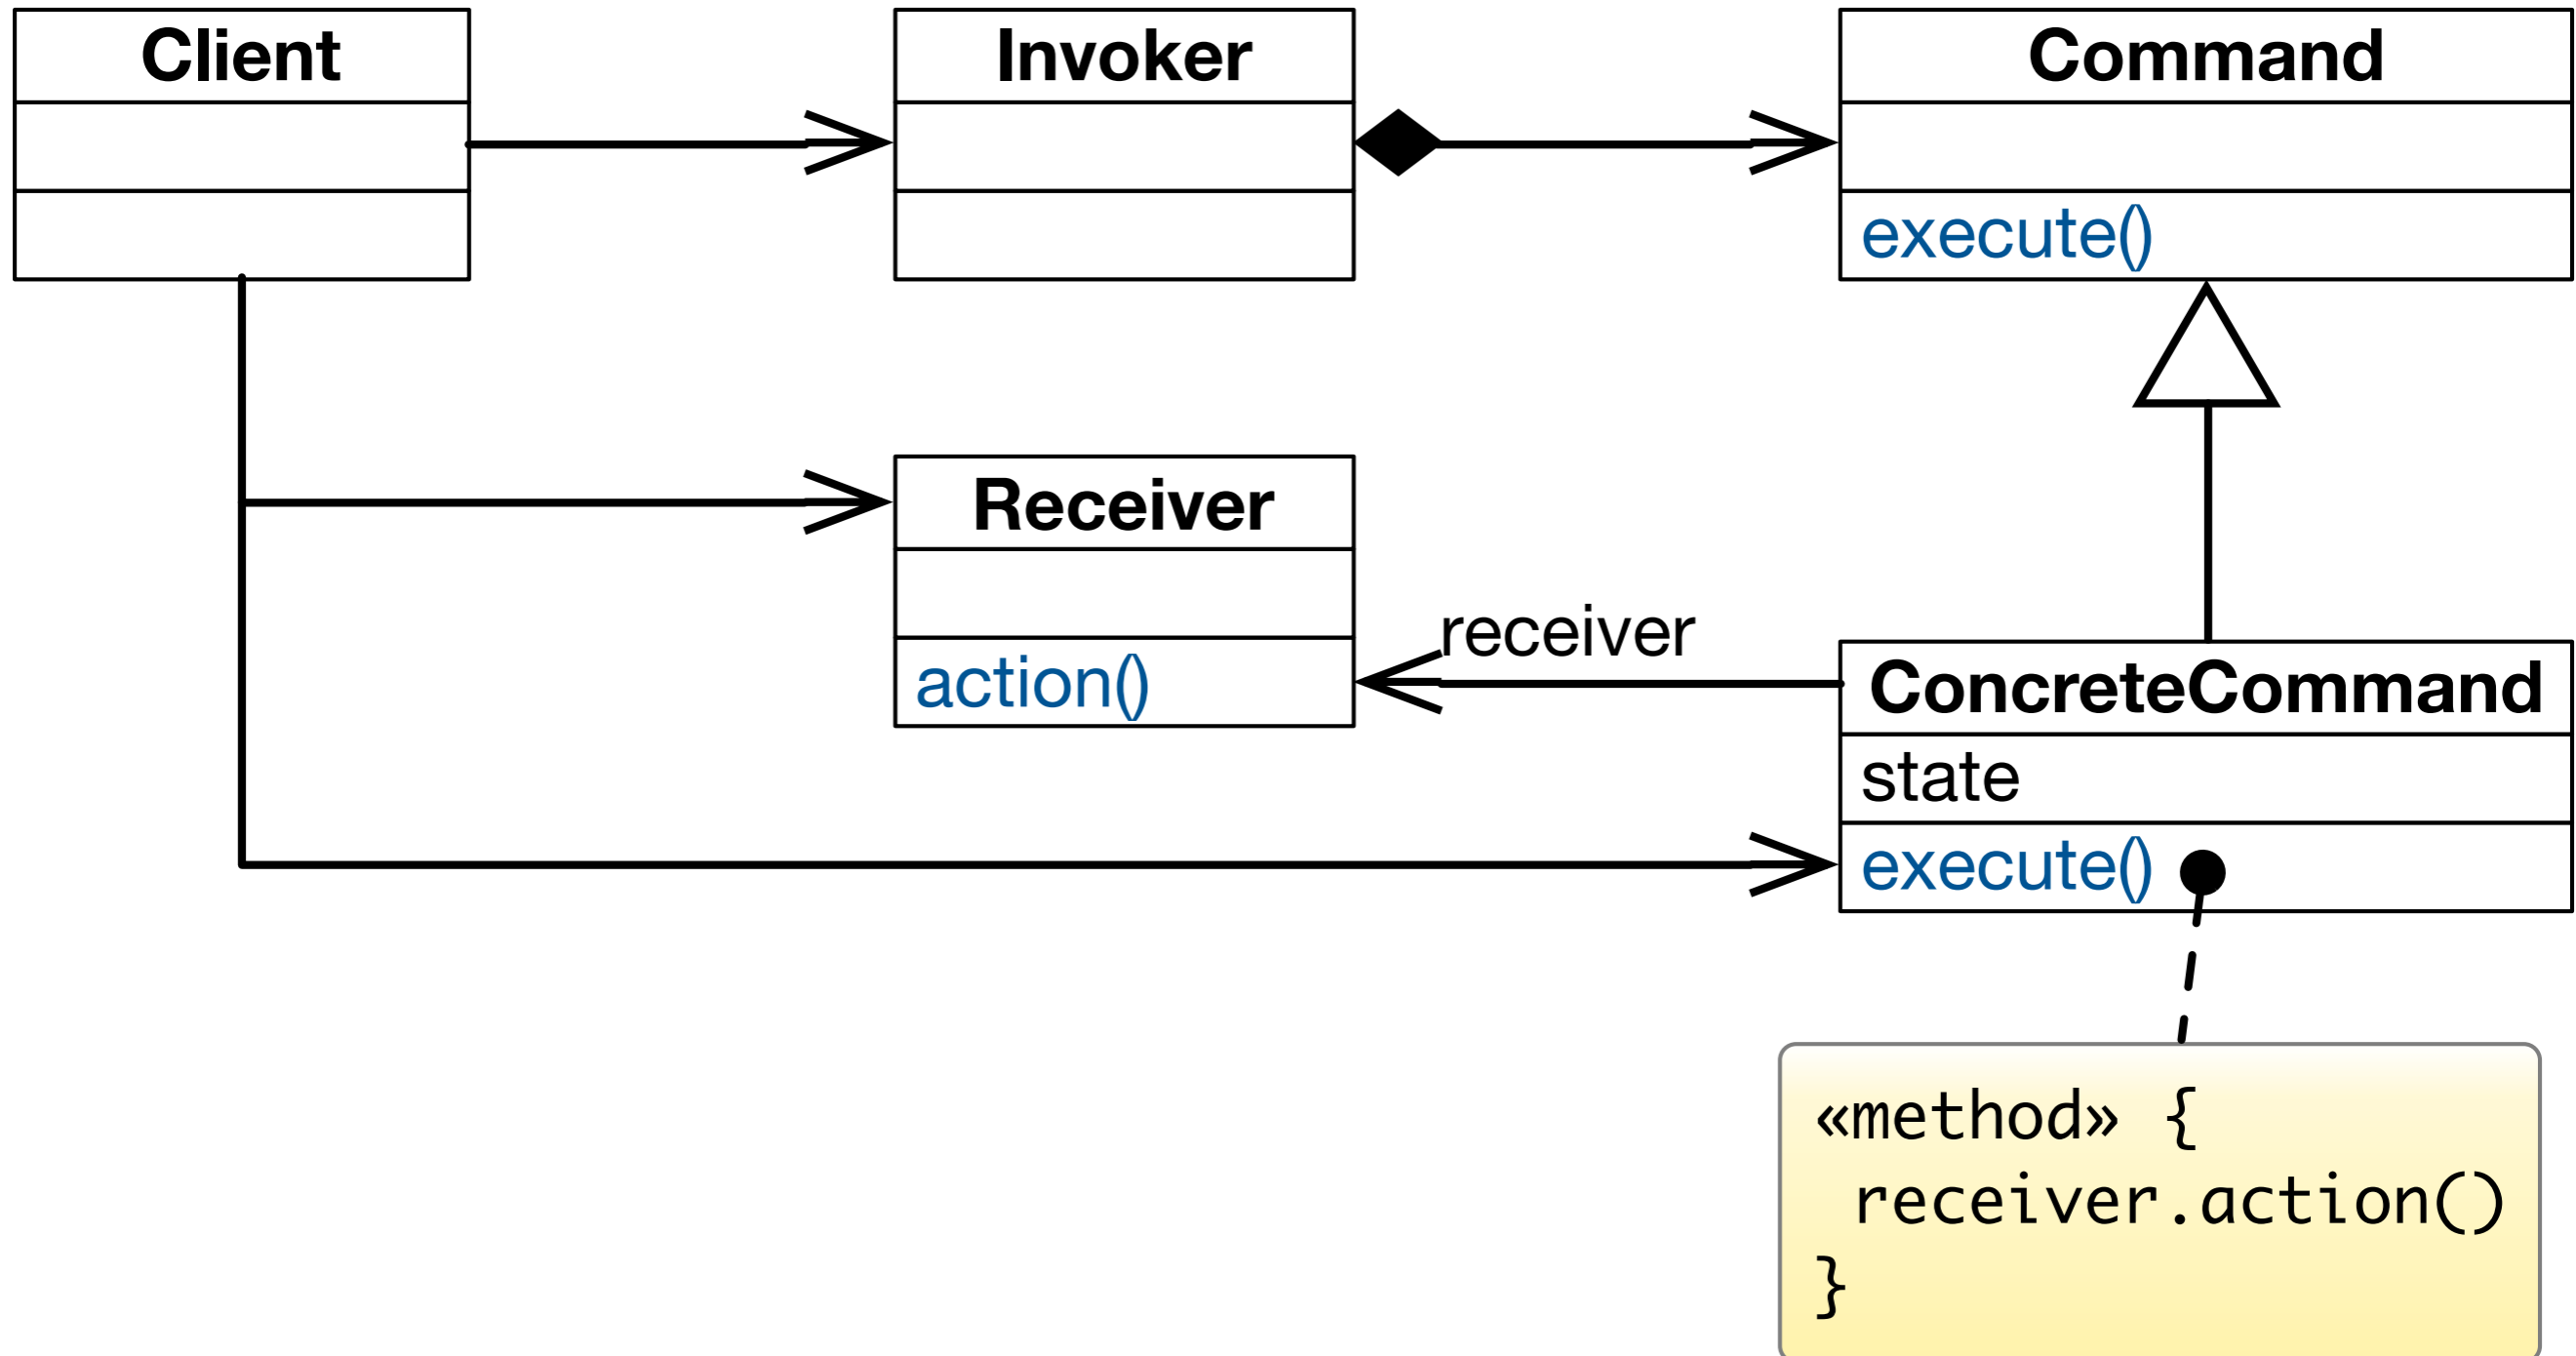 Client
Invoker
Command
execute()
Receiver
action()
receiver
ConcreteCommand
state
execute()
«method» {
receiver.action()
}